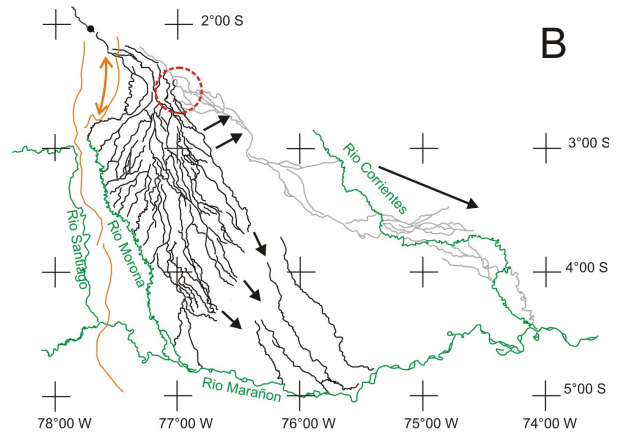 2°00 S
B
3°00 S
Rio Corrientes
Rio Santiago
Rio Morona
4°00 S
Rio Marañon
5°00 S
78°00 W
77°00 W
76°00 W
75°00 W
74°00 W